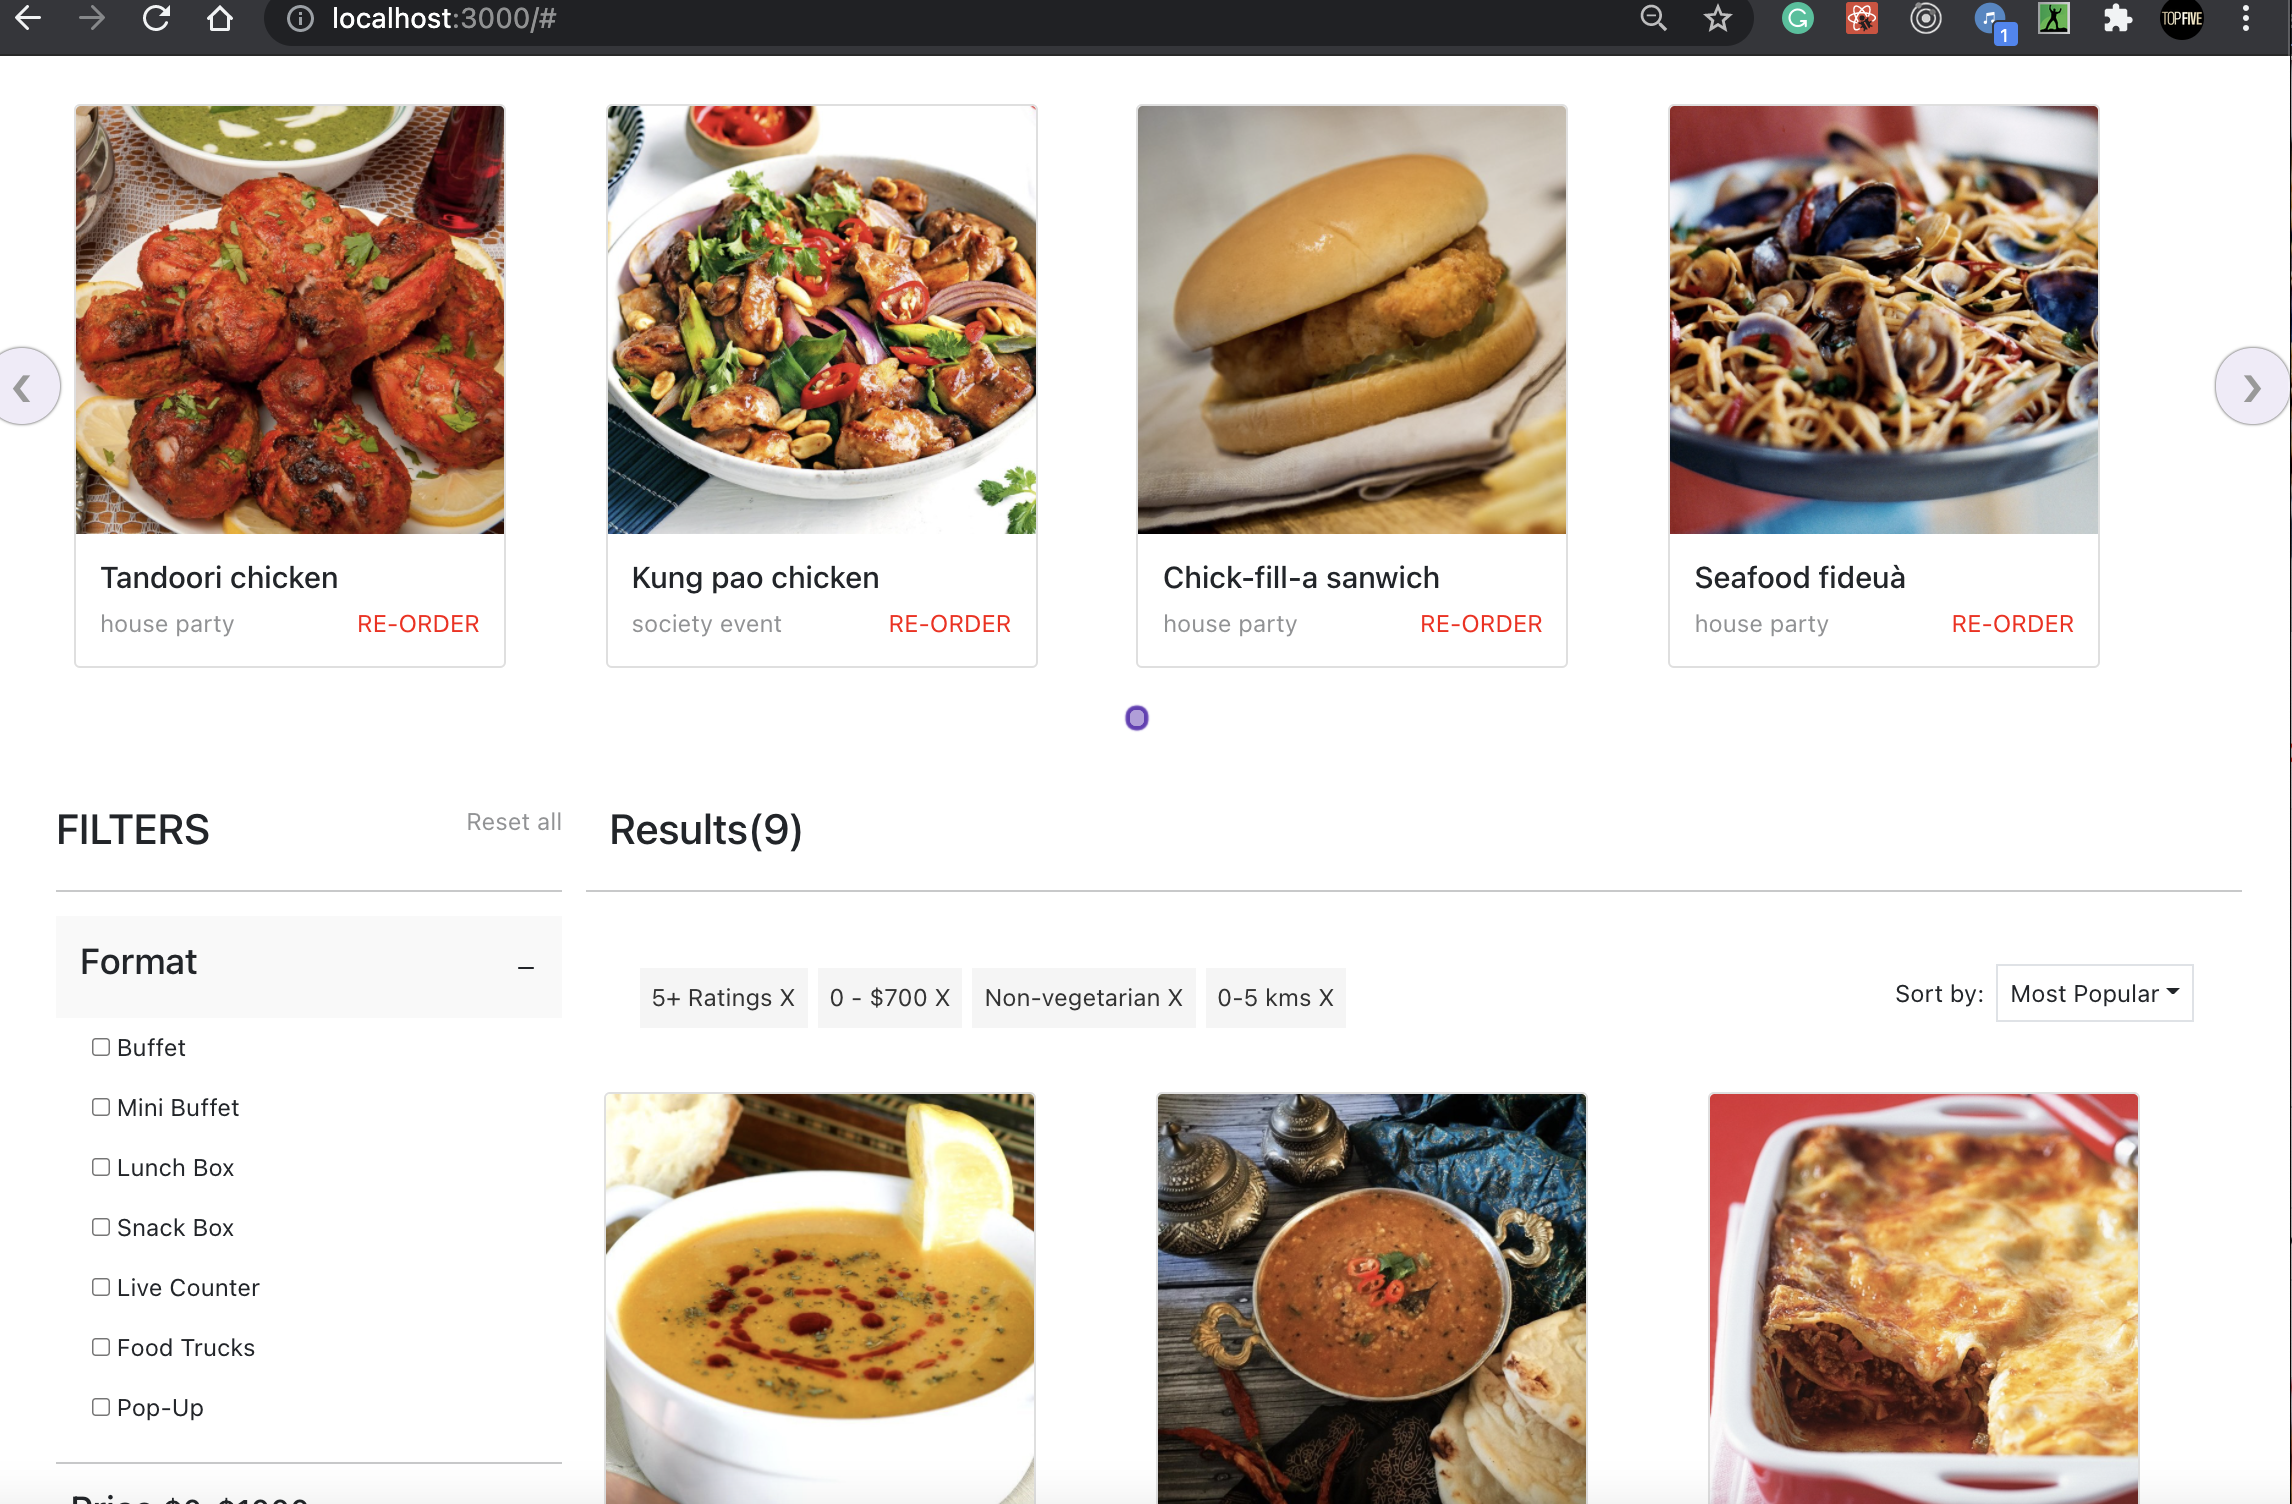 localhost:3000/#
1
TOPFIVE
Tandoori chicken
house party RE-ORDER
Kung pao chicken
society event RE-ORDER
Chick-fill-a sanwich
house party RE-ORDER
Seafood fideuà
house party RE-ORDER
FILTERS Reset all
Results(9)
Format –
Buffet
Mini Buffet
Lunch Box
Snack Box
Live Counter
Food Trucks
Pop-Up
5+ Ratings X 0 - $700 X Non-vegetarian X 0-5 kms X
Sort by: Most Popular